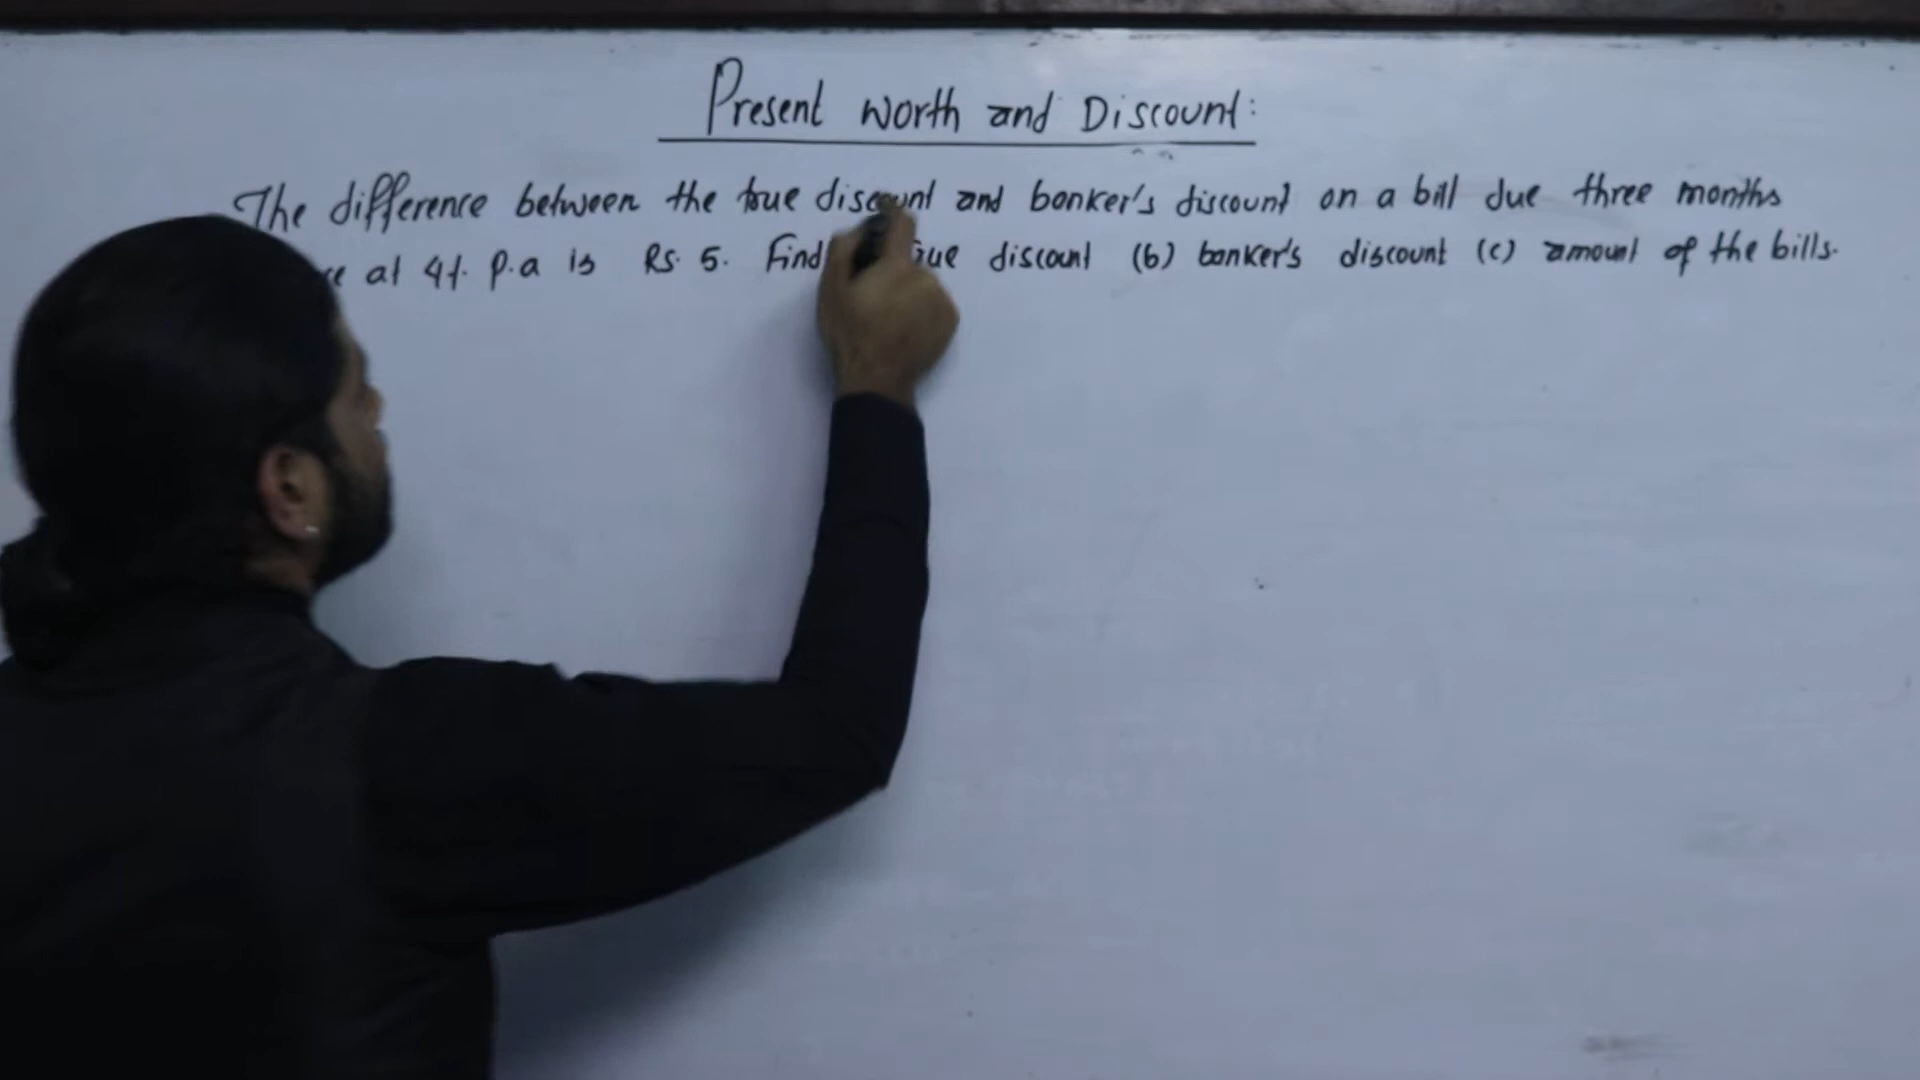 Present worth and Discount:
The difference between the true discount and banker's discount on a bill due three months
at 4%. P.a is Rs. 5. Find discount (b) banker's discount (c) amount of the bills.